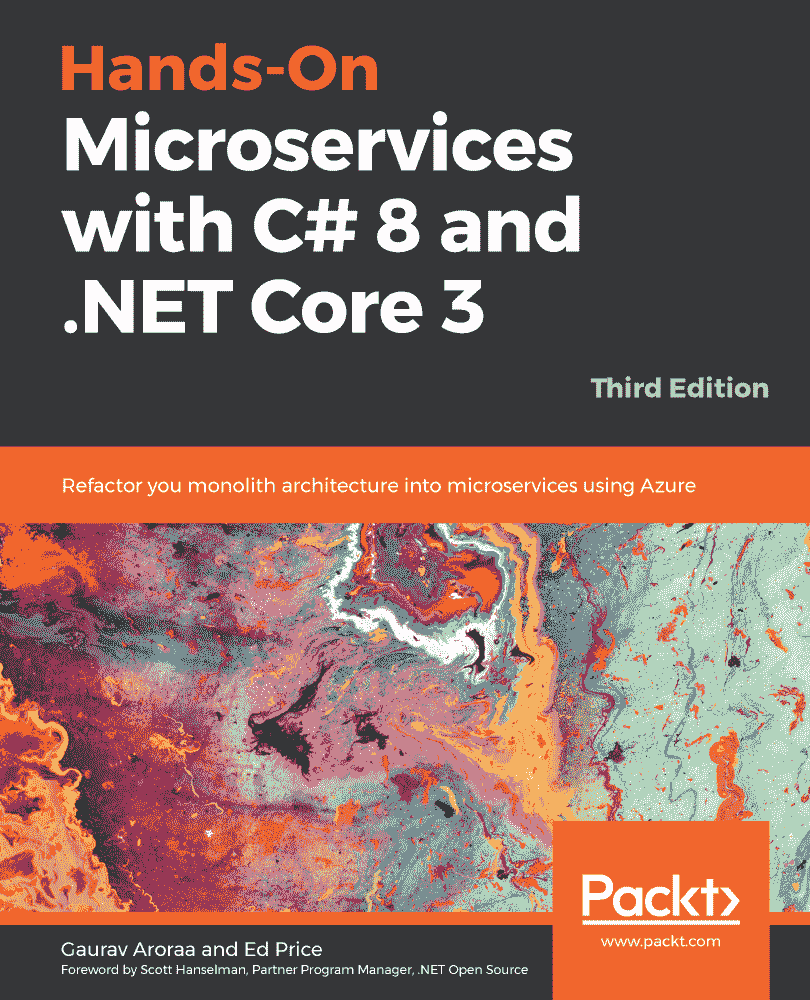 Hands-On
Microservices
with C# 8 and
.NET Core 3
Third Edition
Refactor you monolith architecture into microservices using Azure
Packt>
www.packt.com
Gaurav Aroraa and Ed Price
Foreword by Scott Hanselman, Partner Program Manager, .NET Open Source